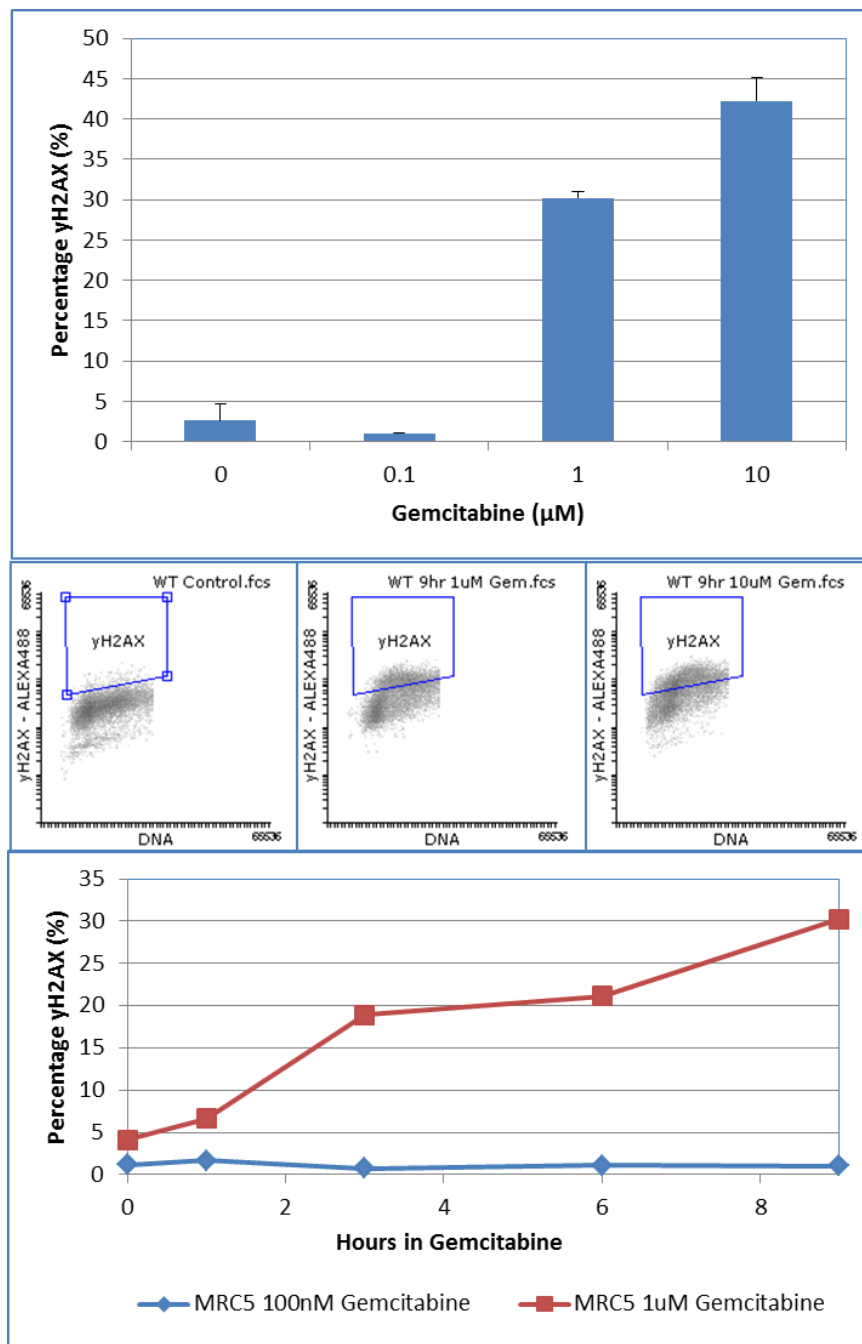 50
45
40
35
30
25
20
15
10
5
0
Percentage yH2AX (%)
0 0.1 1 10
Gemcitabine (µM)
WT Control.fcs
65536
yH2AX
yH2AX - ALEXA488
DNA
65536
WT 9hr 1uM Gem.fcs
65536
yH2AX
yH2AX - ALEXA488
DNA
65536
WT 9hr 10uM Gem.fcs
65536
yH2AX
yH2AX - ALEXA488
DNA
65536
35
30
25
20
15
10
5
0
Percentage yH2AX (%)
0 2 4 6 8
Hours in Gemcitabine
MRC5 100nM Gemcitabine
MRC5 1uM Gemcitabine